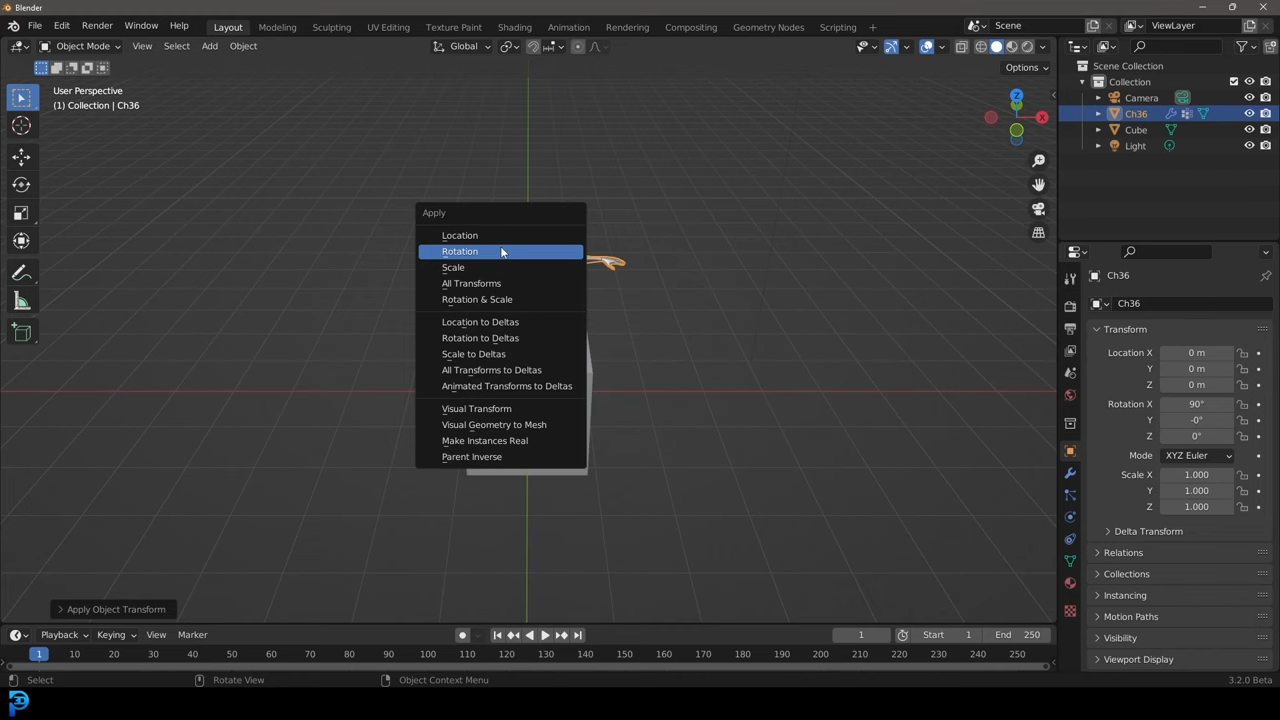 Blender
File Edit Render Window Help Layout Modeling Sculpting UV Editing Texture Paint Shading Animation Rendering Compositing Geometry Nodes Scripting + Scene ViewLayer
Object Mode View Select Add Object Global
Options
User Perspective
(1) Collection | Ch36
Z
X
Apply
Location
Rotation
Scale
All Transforms
Rotation & Scale
Location to Deltas
Rotation to Deltas
Scale to Deltas
All Transforms to Deltas
Animated Transforms to Deltas
Visual Transform
Visual Geometry to Mesh
Make Instances Real
Parent Inverse
Apply Object Transform
Scene Collection
Collection
Camera
Ch36
Cube
Light
Ch36
Ch36
Transform
Location X 0 m
Y 0 m
Z 0 m
Rotation X 90°
Y -0°
Z 0°
Mode XYZ Euler
Scale X 1.000
Y 1.000
Z 1.000
Delta Transform
Relations
Collections
Instancing
Motion Paths
Visibility
Viewport Display
Playback Keying View Marker 1 Start 1 End 250
1 10 20 30 40 50 60 70 80 90 100 110 120 130 140 150 160 170 180 190 200 210 220 230 240 250
Select Rotate View Object Context Menu 3.2.0 Beta